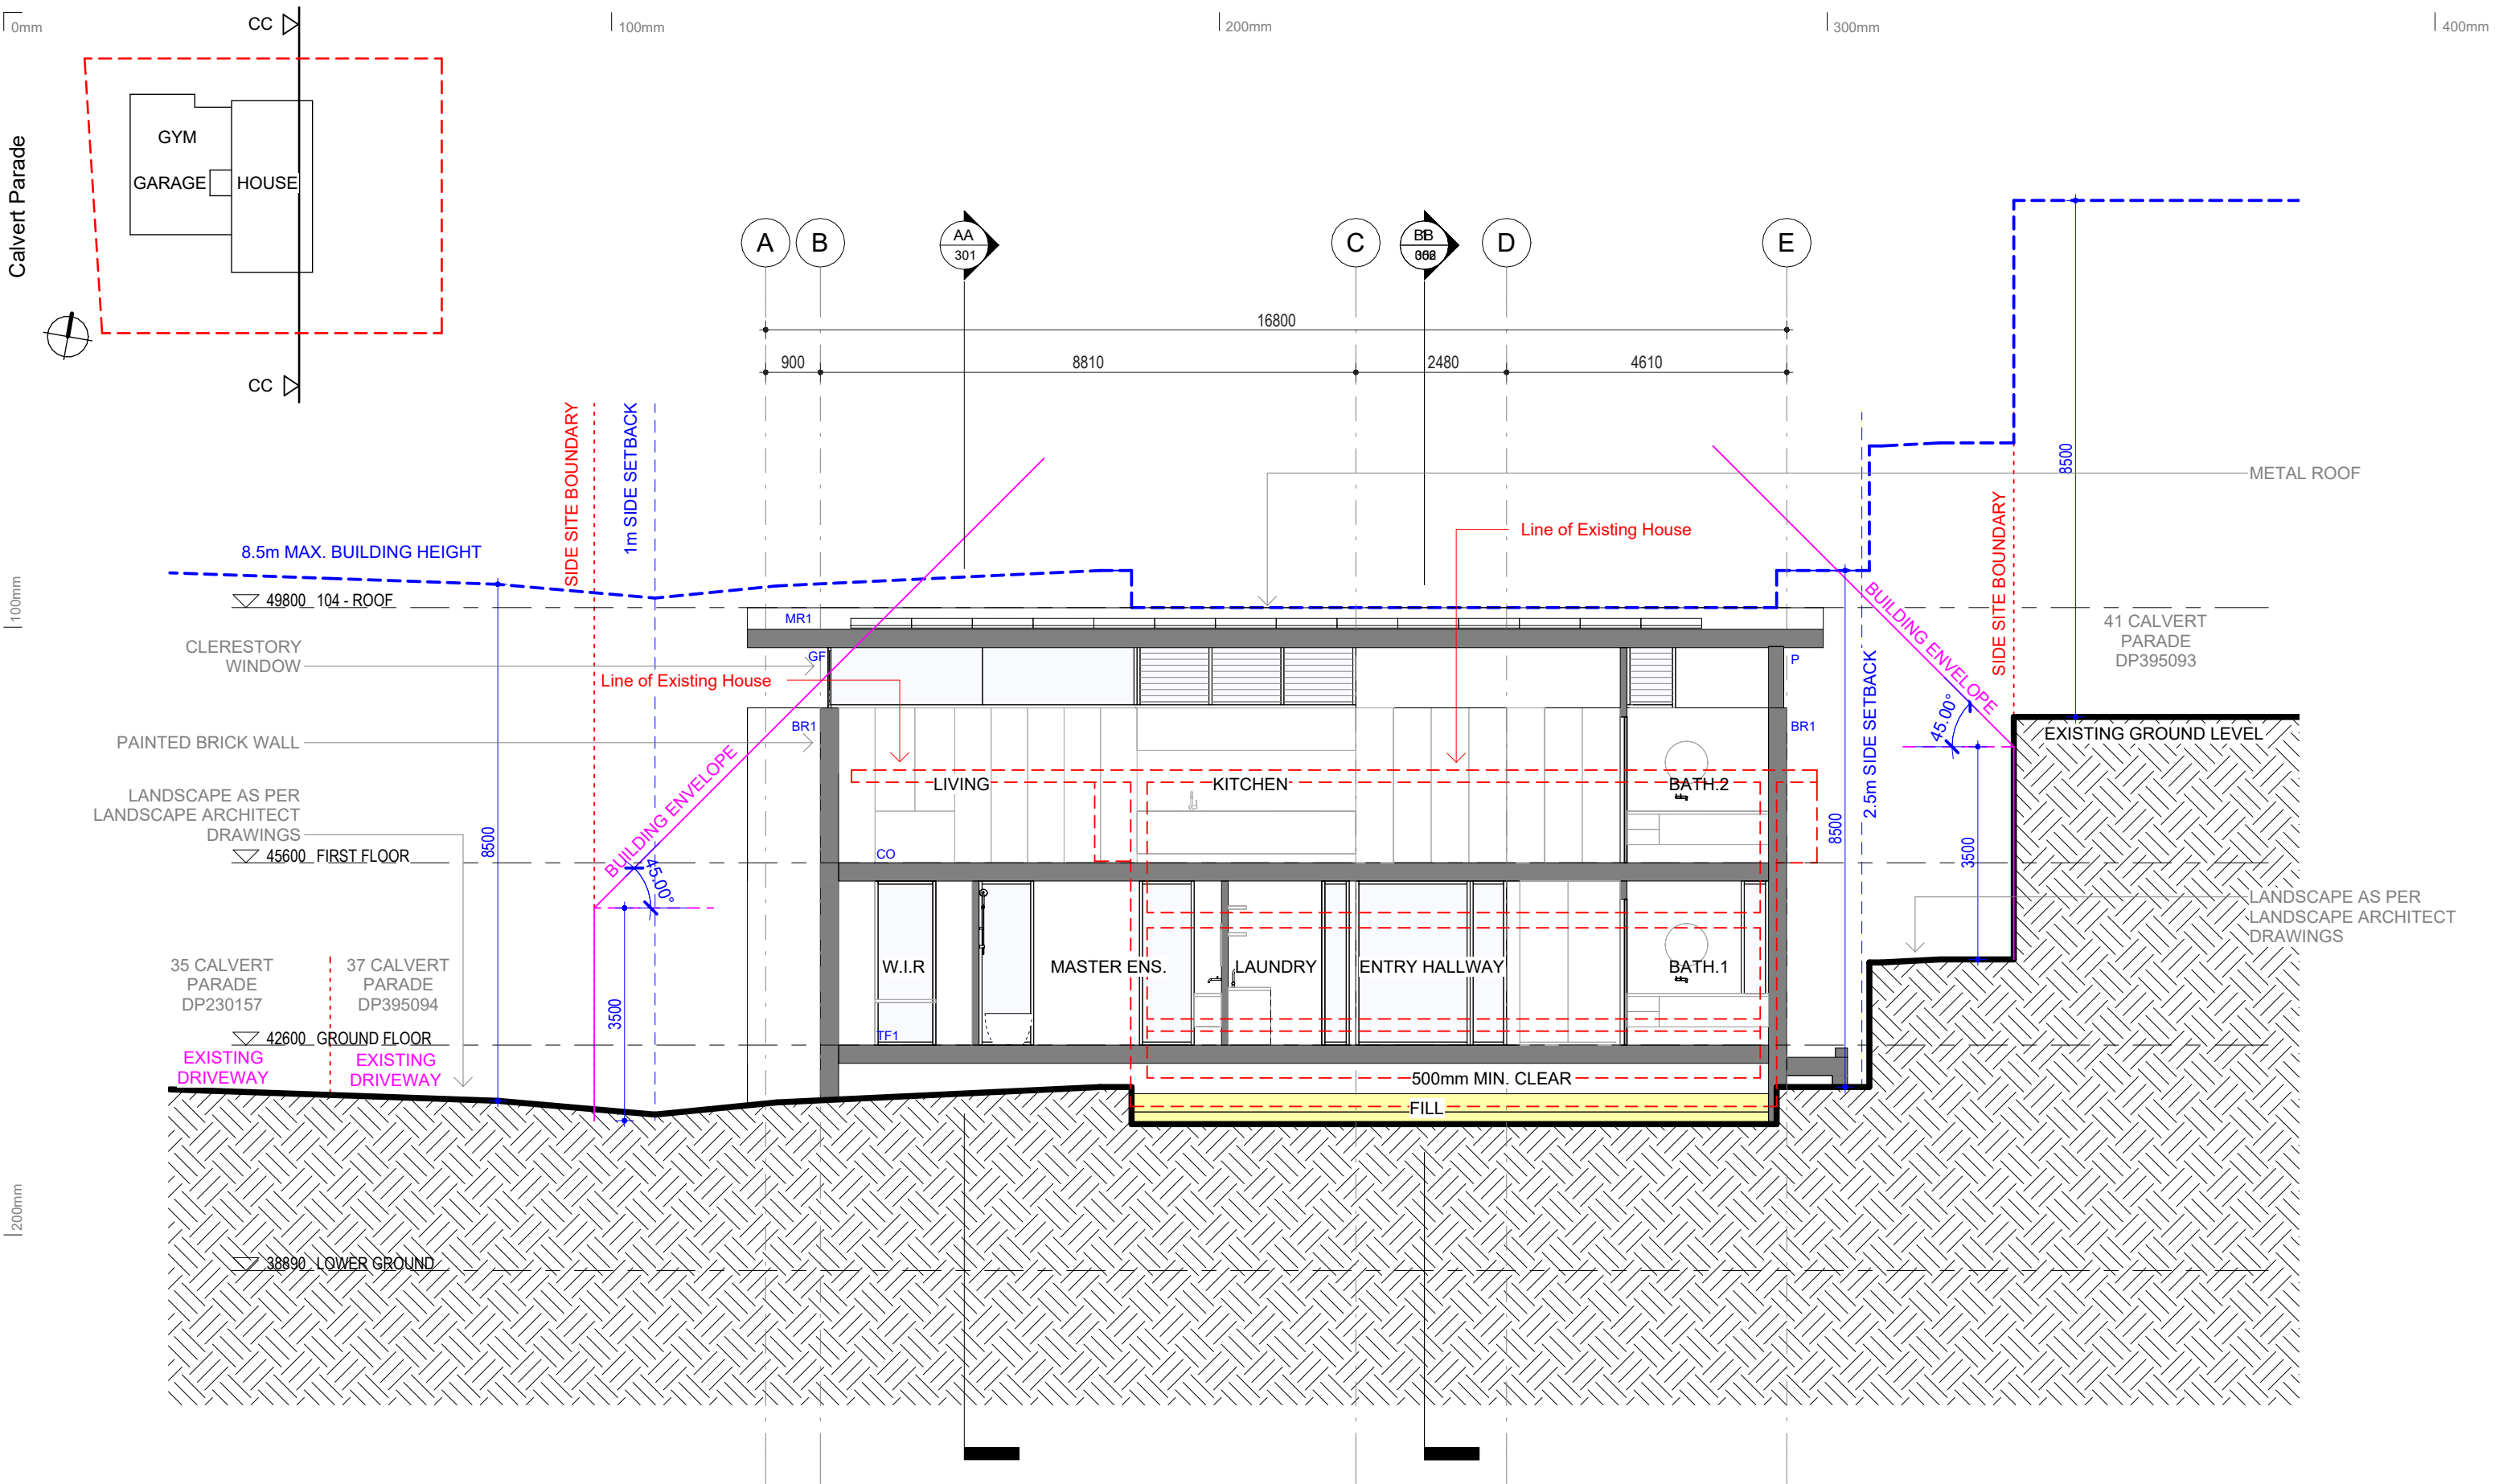 0mm
100mm
200mm
300mm
400mm
CC
GYM
GARAGE
HOUSE
Calvert Parade
CC
A
B
AA
301
C
D
E
16800
900
8810
2480
4610
SIDE SITE BOUNDARY
1m SIDE SETBACK
8500
METAL ROOF
Line of Existing House
SIDE SITE BOUNDARY
8.5m MAX. BUILDING HEIGHT
100mm
49800 104 - ROOF
MR1
BUILDING ENVELOPE
41 CALVERT
PARADE
DP395093
CLERESTORY
WINDOW
GF
P
Line of Existing House
2.5m SIDE SETBACK
45.00°
BR1
BR1
EXISTING GROUND LEVEL
PAINTED BRICK WALL
BUILDING ENVELOPE
LIVING
KITCHEN
BATH.2
LANDSCAPE AS PER
LANDSCAPE ARCHITECT
DRAWINGS
8500
8500
3500
45600 FIRST FLOOR
CO
45.00°
LANDSCAPE AS PER
LANDSCAPE ARCHITECT
DRAWINGS
35 CALVERT
PARADE
DP230157
37 CALVERT
PARADE
DP395094
W.I.R
MASTER ENS.
LAUNDRY
ENTRY HALLWAY
BATH.1
3500
42600 GROUND FLOOR
TF1
EXISTING
DRIVEWAY
EXISTING
DRIVEWAY
500mm MIN. CLEAR
FILL
200mm
38890 LOWER GROUND